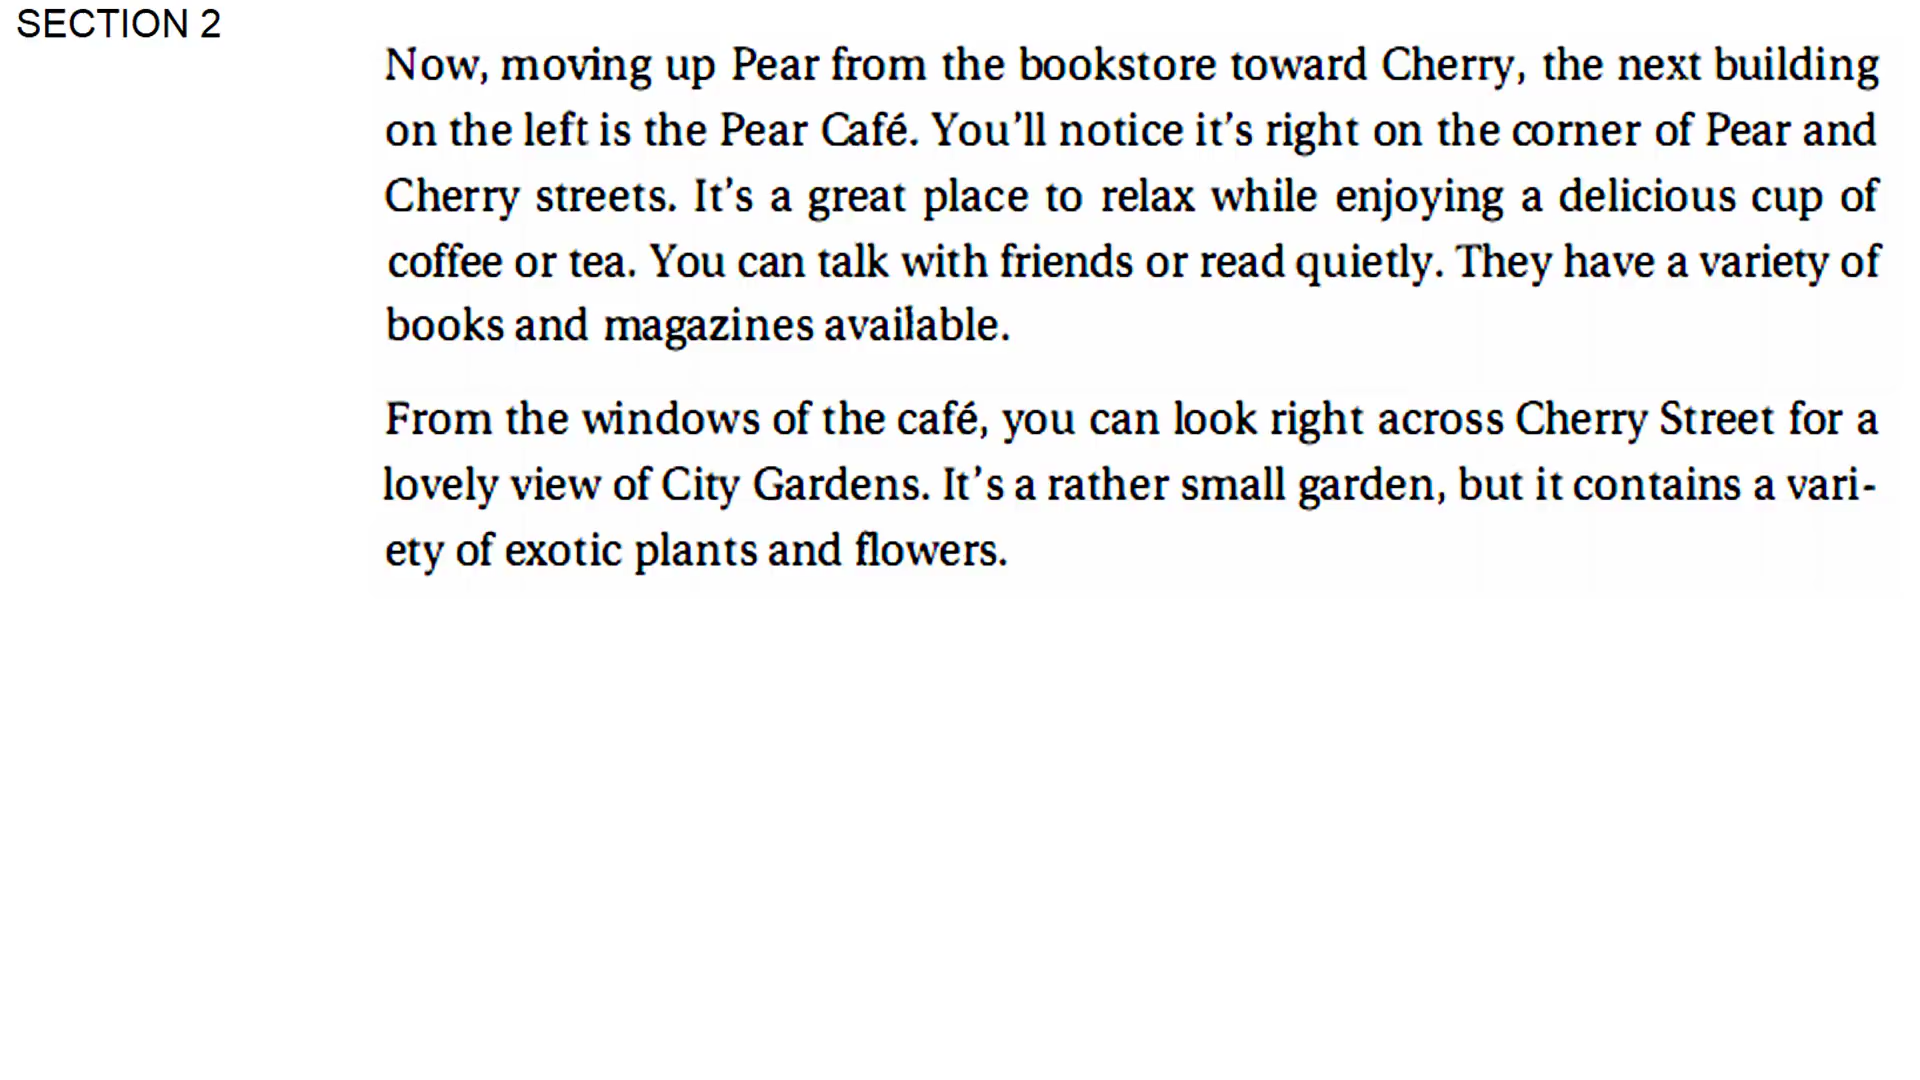 SECTION 2
Now, moving up Pear from the bookstore toward Cherry, the next building
on the left is the Pear Café. You’ll notice it’s right on the corner of Pear and
Cherry streets. It’s a great place to relax while enjoying a delicious cup of
coffee or tea. You can talk with friends or read quietly. They have a variety of
books and magazines available.
From the windows of the café, you can look right across Cherry Street for a
lovely view of City Gardens. It’s a rather small garden, but it contains a vari-
ety of exotic plants and flowers.